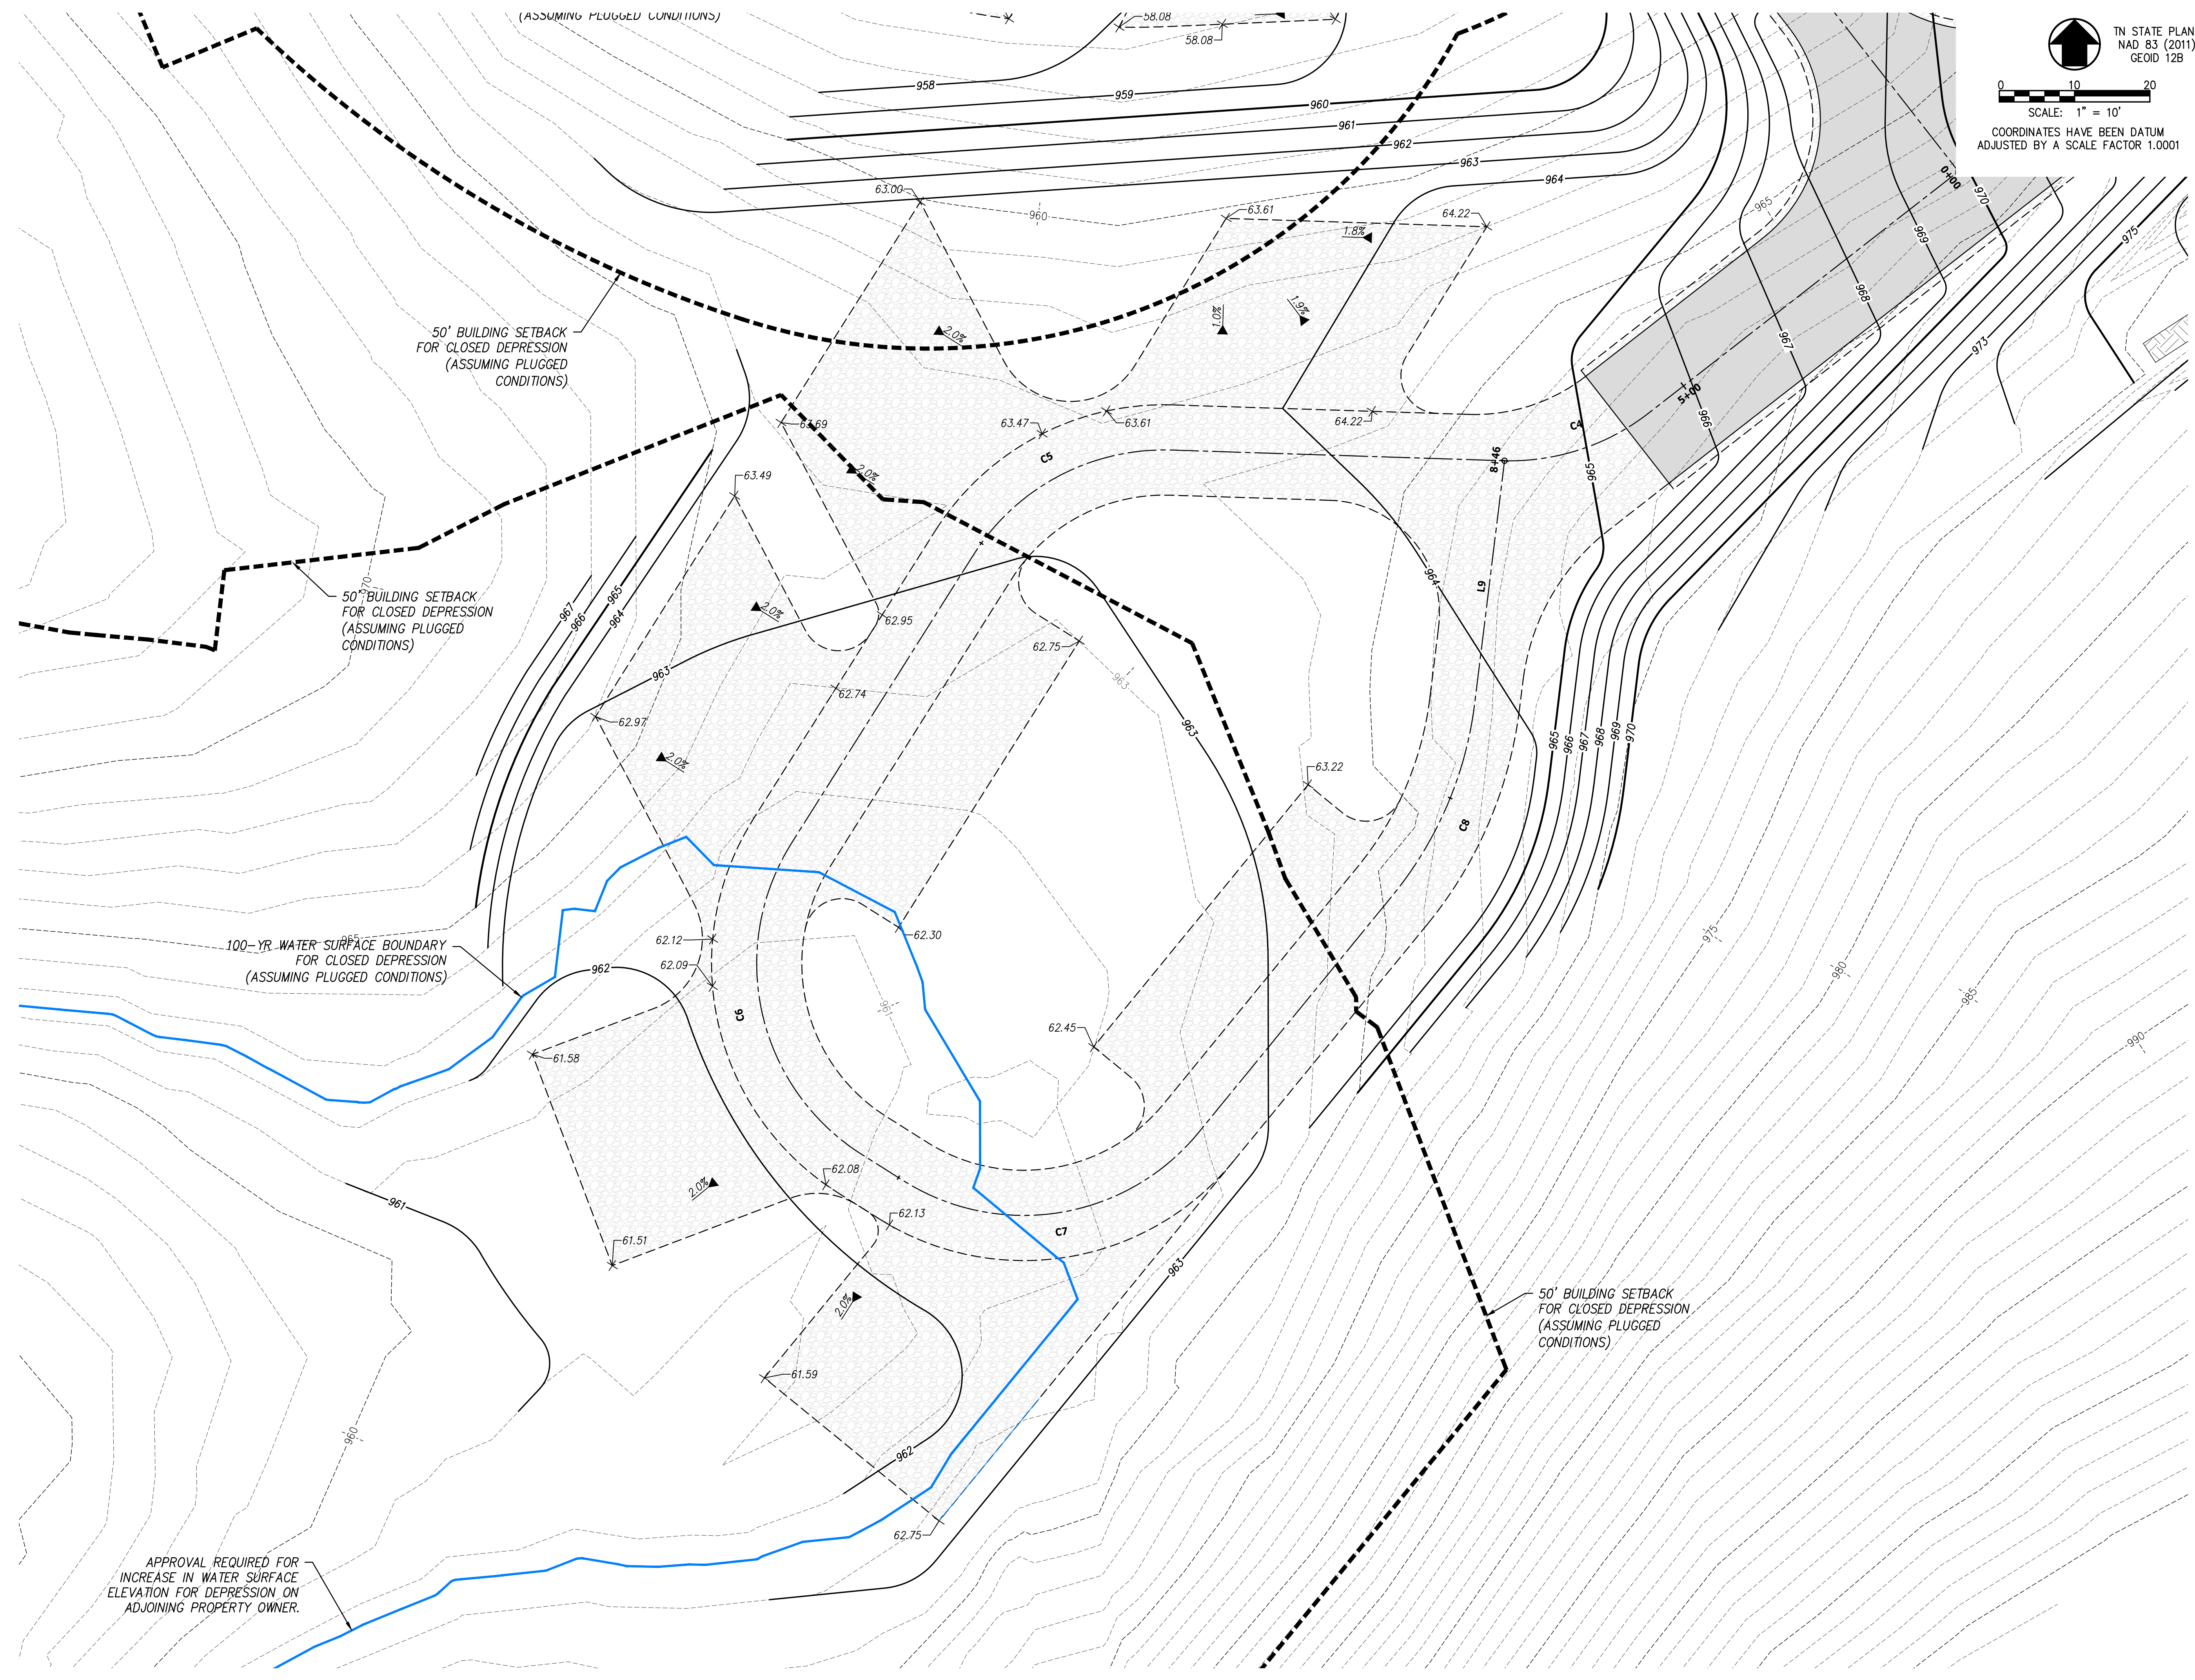 (ASSUMING PLUGGED CONDITIONS)
58.08
58.08
TN STATE PLAN
NAD 83 (2011)
GEOID 12B
0 10 20
SCALE: 1" = 10'
COORDINATES HAVE BEEN DATUM
ADJUSTED BY A SCALE FACTOR 1.0001
958
959
960
961
962
963
964
63.00
960
63.61
64.22
1.8%
965
0+00
970
969
975
968
967
973
966
965
5+00
C4
50' BUILDING SETBACK
FOR CLOSED DEPRESSION
(ASSUMING PLUGGED
CONDITIONS)
2.0%
1.0%
1.9%
63.69
63.47
63.61
64.22
C5
8+46
2.0%
63.49
970
50' BUILDING SETBACK
FOR CLOSED DEPRESSION
(ASSUMING PLUGGED
CONDITIONS)
967
966
965
964
2.0%
62.95
62.75
963
964
L9
963
62.74
62.97
2.0%
963
965
966
967
968
969
970
63.22
C8
62.12
62.30
62.09
965
100-YR WATER SURFACE BOUNDARY
FOR CLOSED DEPRESSION
(ASSUMING PLUGGED CONDITIONS)
962
C6
961
62.45
61.58
975
980
985
990
62.08
2.0%
961
62.13
61.51
C7
963
2.0%
61.59
50' BUILDING SETBACK
FOR CLOSED DEPRESSION
(ASSUMING PLUGGED
CONDITIONS)
960
962
62.75
APPROVAL REQUIRED FOR
INCREASE IN WATER SURFACE
ELEVATION FOR DEPRESSION ON
ADJOINING PROPERTY OWNER.